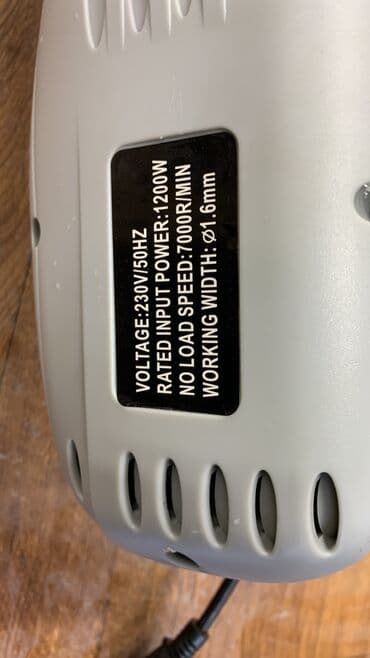 VOLTAGE:230V/50HZ
RATED INPUT POWER:1200W
NO LOAD SPEED:7000R/MIN
WORKING WIDTH: Ø1.6mm